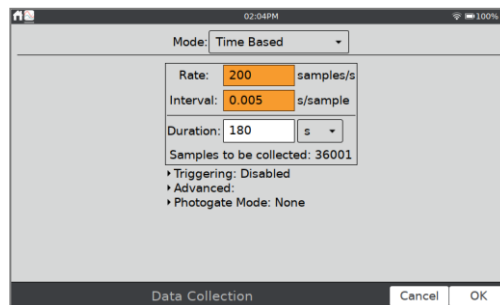 02:04PM 100%
Mode: Time Based
Rate: 200 samples/s
Interval: 0.005 s/sample
Duration: 180 s
Samples to be collected: 36001
Triggering: Disabled
Advanced:
Photogate Mode: None
Data Collection Cancel OK